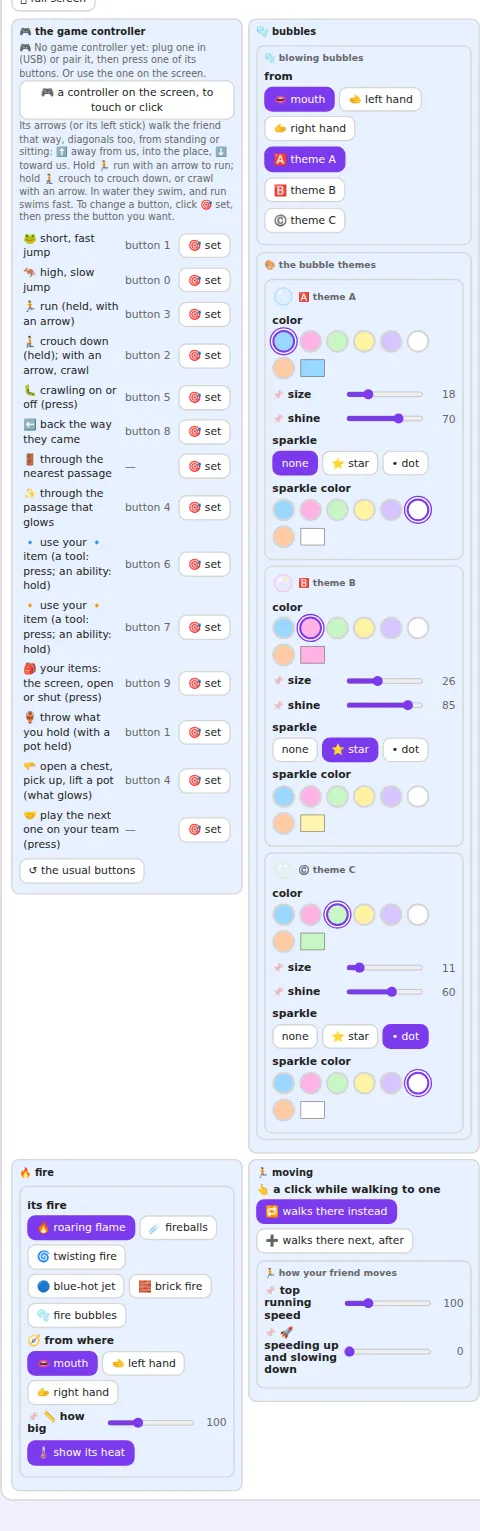 full screen
🎮 the game controller
🎮 No game controller yet: plug one in
(USB) or pair it, then press one of its
buttons. Or use the one on the screen.
🎮 a controller on the screen, to
touch or click
Its arrows (or its left stick) walk the friend
that way, diagonals too, from standing or
sitting: ⬆️ away from us, into the place, ⬇️
toward us. Hold 🏃 run with an arrow to run;
hold 🧎 crouch to crouch down, or crawl
with an arrow. In water they swim, and run
swims fast. To change a button, click 🎯 set,
then press the button you want.
🐸 short, fast
jump
button 1
🎯 set
🦘 high, slow
jump
button 0
🎯 set
🏃 run (held, with
an arrow)
button 3
🎯 set
🧎 crouch down
(held); with an
arrow, crawl
button 2
🎯 set
🐛 crawling on or
off (press)
button 5
🎯 set
⬅️ back the way
they came
button 8
🎯 set
🚪 through the
nearest passage
—
🎯 set
✨ through the
passage that
glows
button 4
🎯 set
🔹 use your 🔹
item (a tool:
press; an ability:
hold)
button 6
🎯 set
🔸 use your 🔸
item (a tool:
press; an ability:
hold)
button 7
🎯 set
🎒 your items:
the screen, open
or shut (press)
button 9
🎯 set
🏺 throw what
you hold (with a
pot held)
button 1
🎯 set
🫳 open a chest,
pick up, lift a pot
(what glows)
button 4
🎯 set
🤝 play the next
one on your team
(press)
—
🎯 set
↺ the usual buttons
🫧 bubbles
🫧 blowing bubbles
from
👄 mouth
🫲 left hand
🫱 right hand
🅰️ theme A
🅱️ theme B
©️ theme C
🎨 the bubble themes
🅰️ theme A
color
📌 size
18
📌 shine
70
sparkle
none
⭐ star
• dot
sparkle color
🅱️ theme B
color
📌 size
26
📌 shine
85
sparkle
none
⭐ star
• dot
sparkle color
©️ theme C
color
📌 size
11
📌 shine
60
sparkle
none
⭐ star
• dot
sparkle color
🔥 fire
its fire
🔥 roaring flame
☄️ fireballs
🌀 twisting fire
🔵 blue-hot jet
🧱 brick fire
🫧 fire bubbles
🧭 from where
👄 mouth
🫲 left hand
🫱 right hand
📌 📏 how
big
100
🌡️ show its heat
🏃 moving
👆 a click while walking to one
🔁 walks there instead
➕ walks there next, after
🏃 how your friend moves
📌 top
running
speed
100
📌 🚀
speeding up
and slowing
down
0